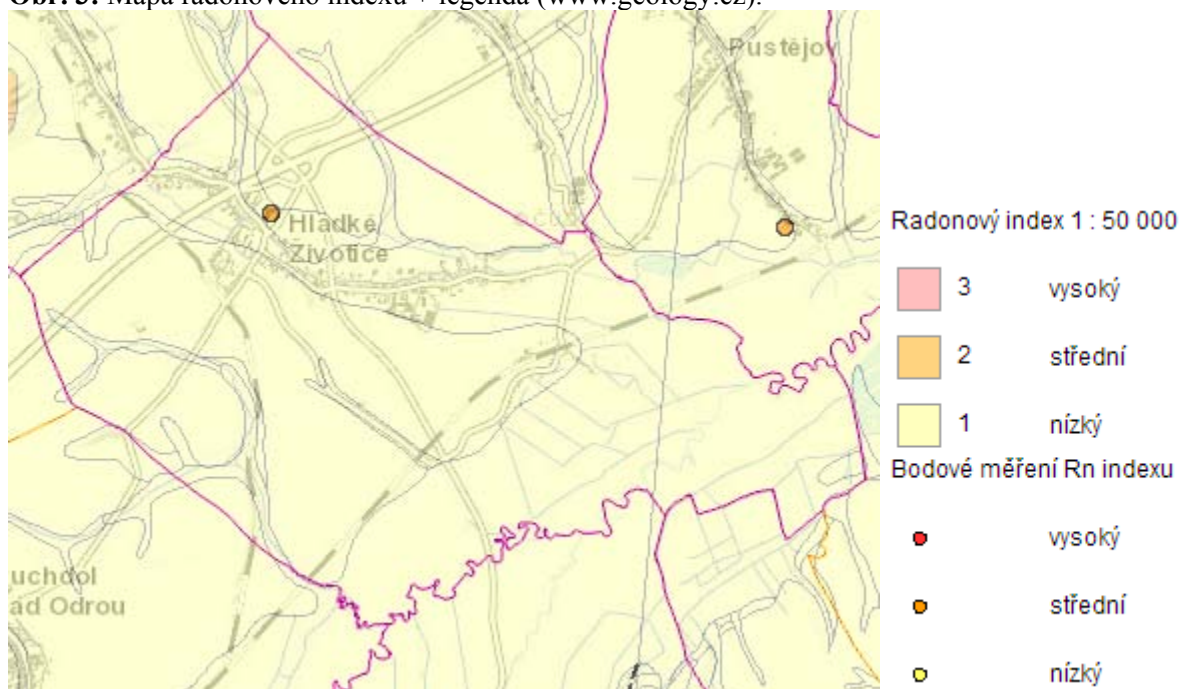 Obr. 3: Mapa radonového indexu + legenda (www.geology.cz).
Pustějov
Hladké
Životice
uchdol
ad Odrou
Radonový index 1 : 50 000
3 vysoký
2 střední
1 nízký
Bodové měření Rn indexu
vysoký
střední
nízký